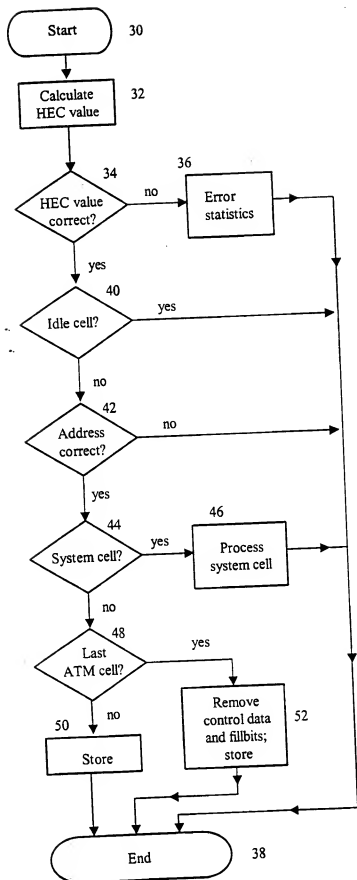 Start
30
Calculate
HEC value
32
34
36
HEC value
correct?
no
Error
statistics
yes
40
Idle cell?
yes
no
42
Address
correct?
no
yes
44
46
System cell?
yes
Process
system cell
no
48
Last
ATM cell?
yes
no
50
Store
Remove
control data
and fillbits;
store
52
End
38